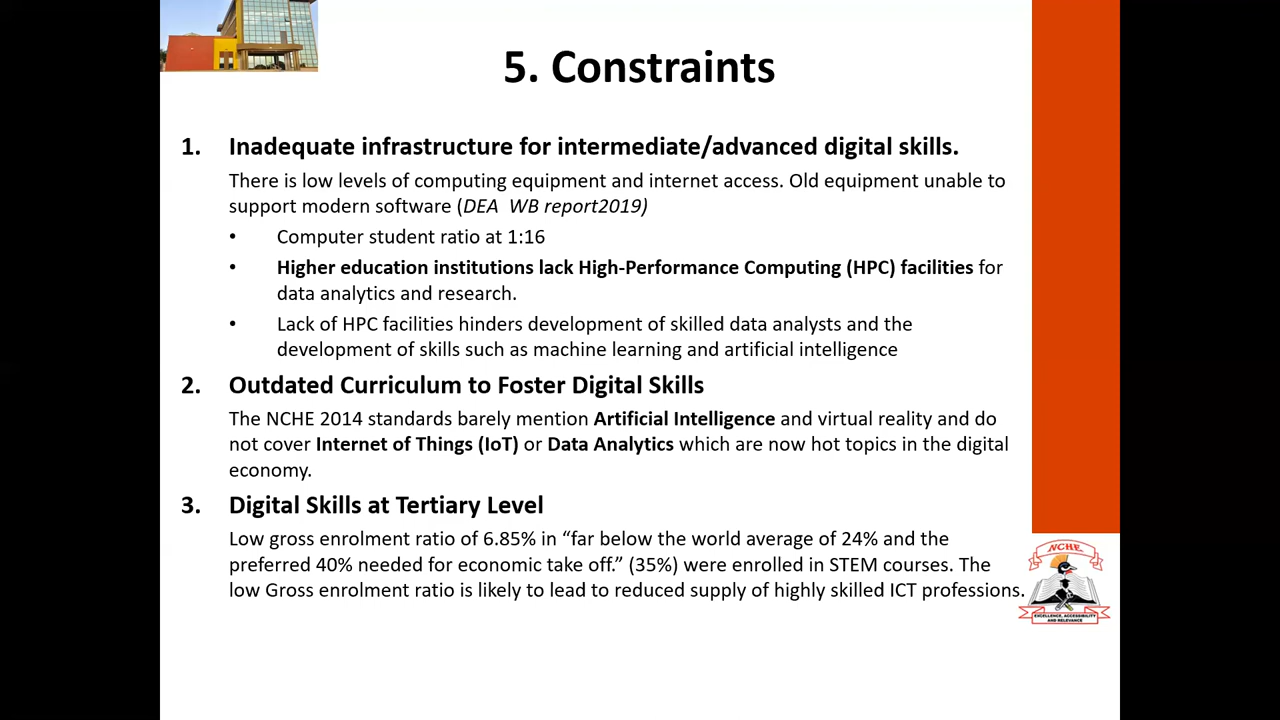 5. Constraints
1. Inadequate infrastructure for intermediate/advanced digital skills.
There is low levels of computing equipment and internet access. Old equipment unable to
support modern software (DEA WB report2019)
• Computer student ratio at 1:16
• Higher education institutions lack High-Performance Computing (HPC) facilities for
data analytics and research.
• Lack of HPC facilities hinders development of skilled data analysts and the
development of skills such as machine learning and artificial intelligence
2. Outdated Curriculum to Foster Digital Skills
The NCHE 2014 standards barely mention Artificial Intelligence and virtual reality and do
not cover Internet of Things (IoT) or Data Analytics which are now hot topics in the digital
economy.
3. Digital Skills at Tertiary Level
Low gross enrolment ratio of 6.85% in “far below the world average of 24% and the
preferred 40% needed for economic take off.” (35%) were enrolled in STEM courses. The
low Gross enrolment ratio is likely to lead to reduced supply of highly skilled ICT professions.
NCHE
EXCELLENCE, ACCESSIBILITY
AND RELEVANCE